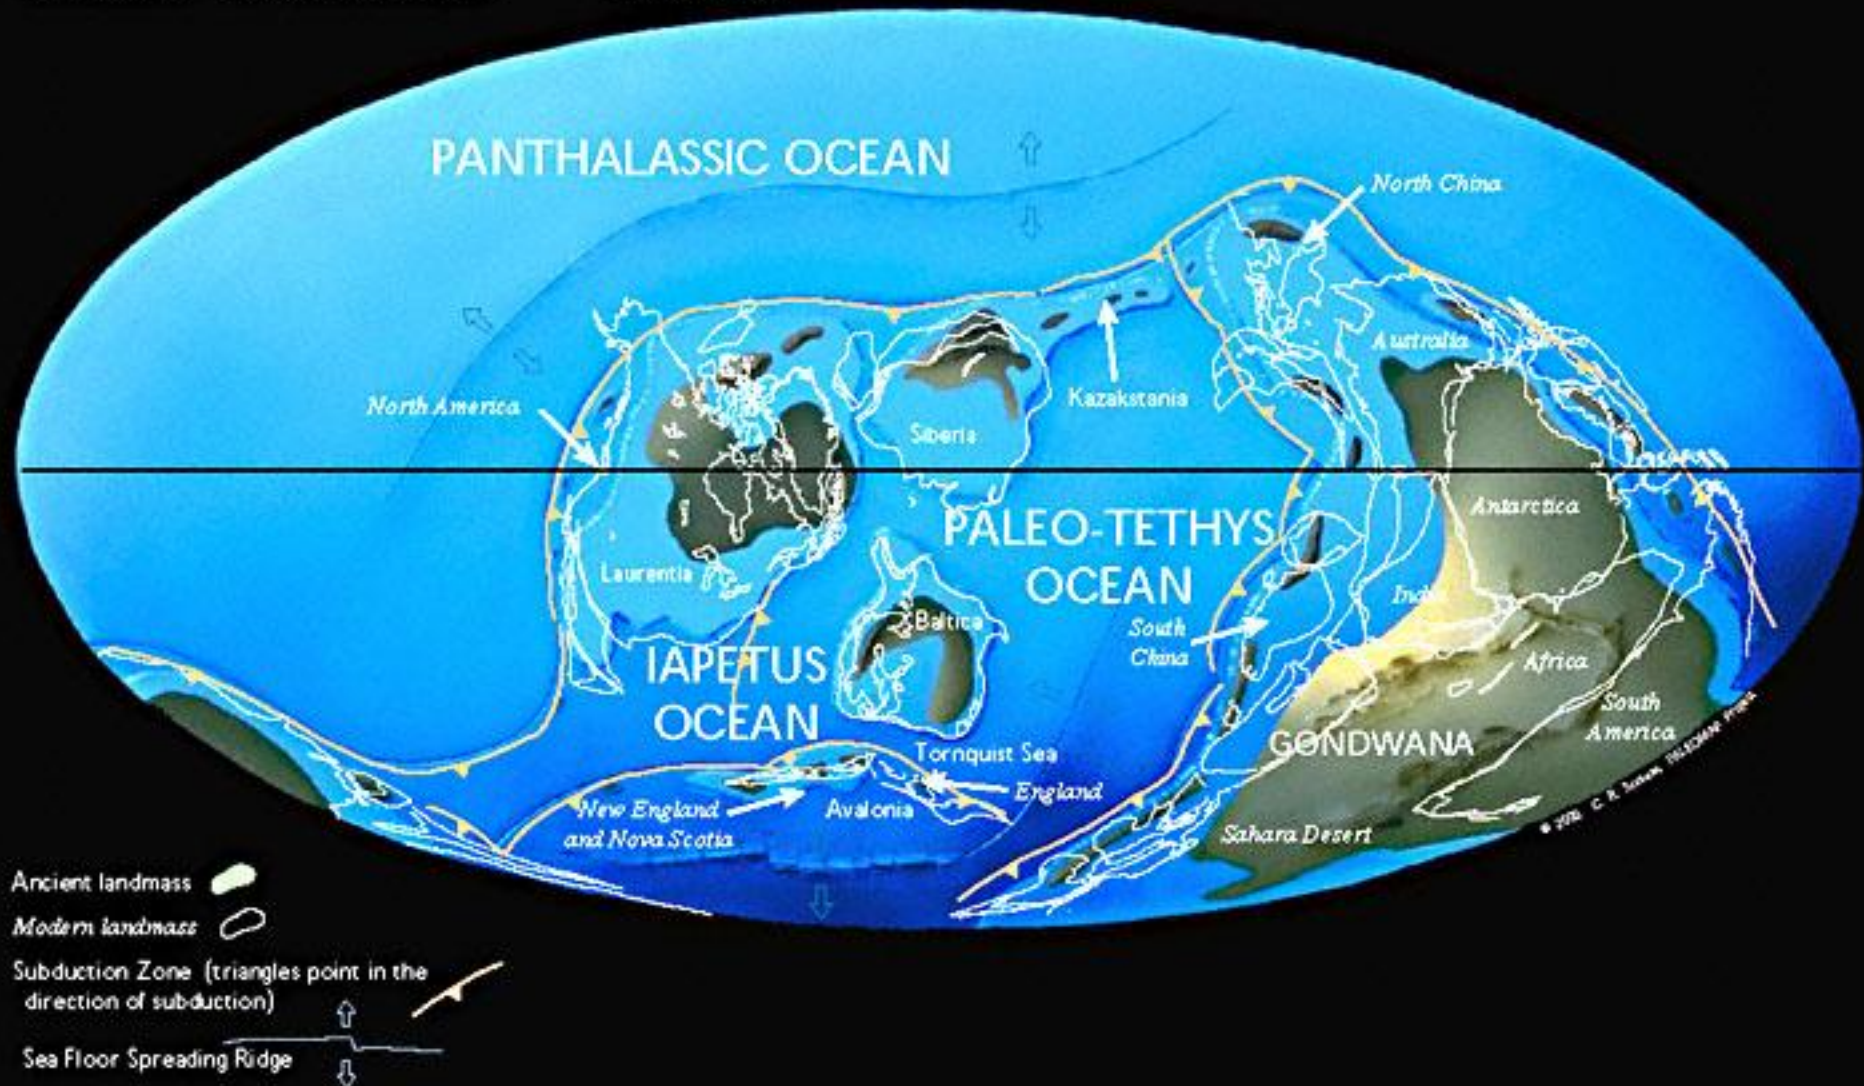 PANTHALASSIC OCEAN
North China
Australia
North America
Kazakstania
Siberia
Antarctica
PALEO-TETHYS
OCEAN
Laurentia
Baltica
South
China
Africa
IAPETUS
OCEAN
South
America
GONDWANA
Tornquist Sea
England
New England
and Nova Scotia
Avalonia
Sahara Desert
Ancient landmass
Modern landmass
Subduction Zone (triangles point in the
direction of subduction)
Sea Floor Spreading Ridge